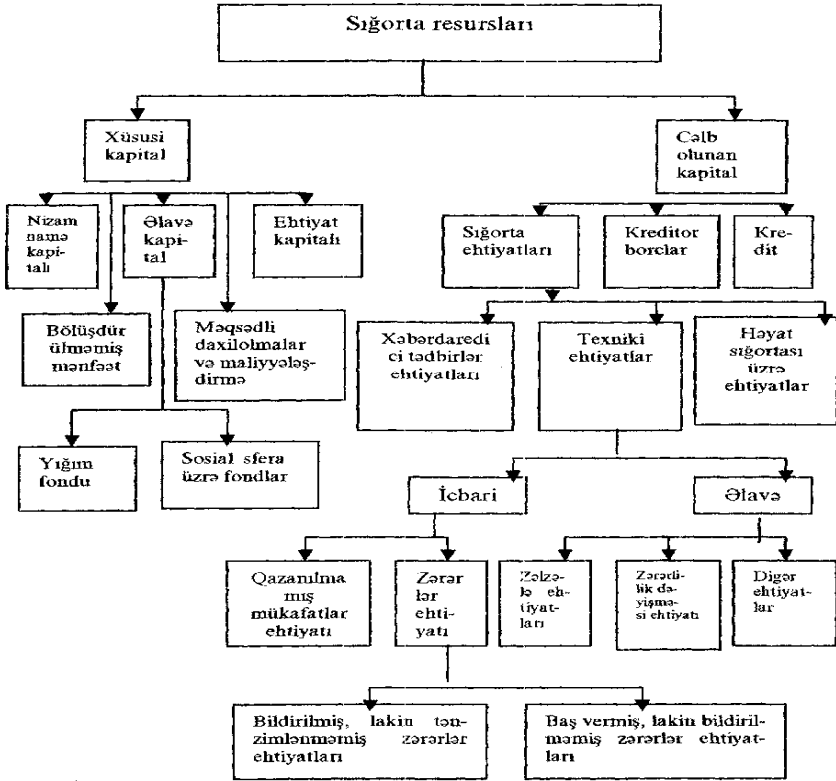 Sığorta resursları
Xüsusi
kapital
Cəlb
olunan
kapital
Nizam
namə
kapi-
talı
Əlavə
kapi-
tal
Ehtiyat
kapitalı
Sığorta
ehtiyatları
Kreditor
borclar
Kre-
dit
Bölüşdür
ülməmiş
mənfəət
Məqsədli
daxilolmalar
və maliyyələş-
dirmə
Xəbərdaredi
ci tədbirlər
ehtiyatları
Texniki
ehtiyatlar
Həyat
sığortası
üzrə
ehtiyatlar
Yığım
fondu
Sosial sfera
üzrə fondlar
İcbari
Əlavə
Qazanılma
mış
mükafatlar
ehtiyatı
Zərər
lər
ehti-
yatı
Zəlzə-
lə eh-
tiyat-
ları
Zərərli-
lik də-
yişmə-
si ehtiyatı
Digər
ehtiyat-
lar
Bildirilmiş, lakin tən-
zimlənməmiş zərərlər
ehtiyatları
Baş vermiş, lakin bildiril-
məmiş zərərlər ehtiyat-
ları